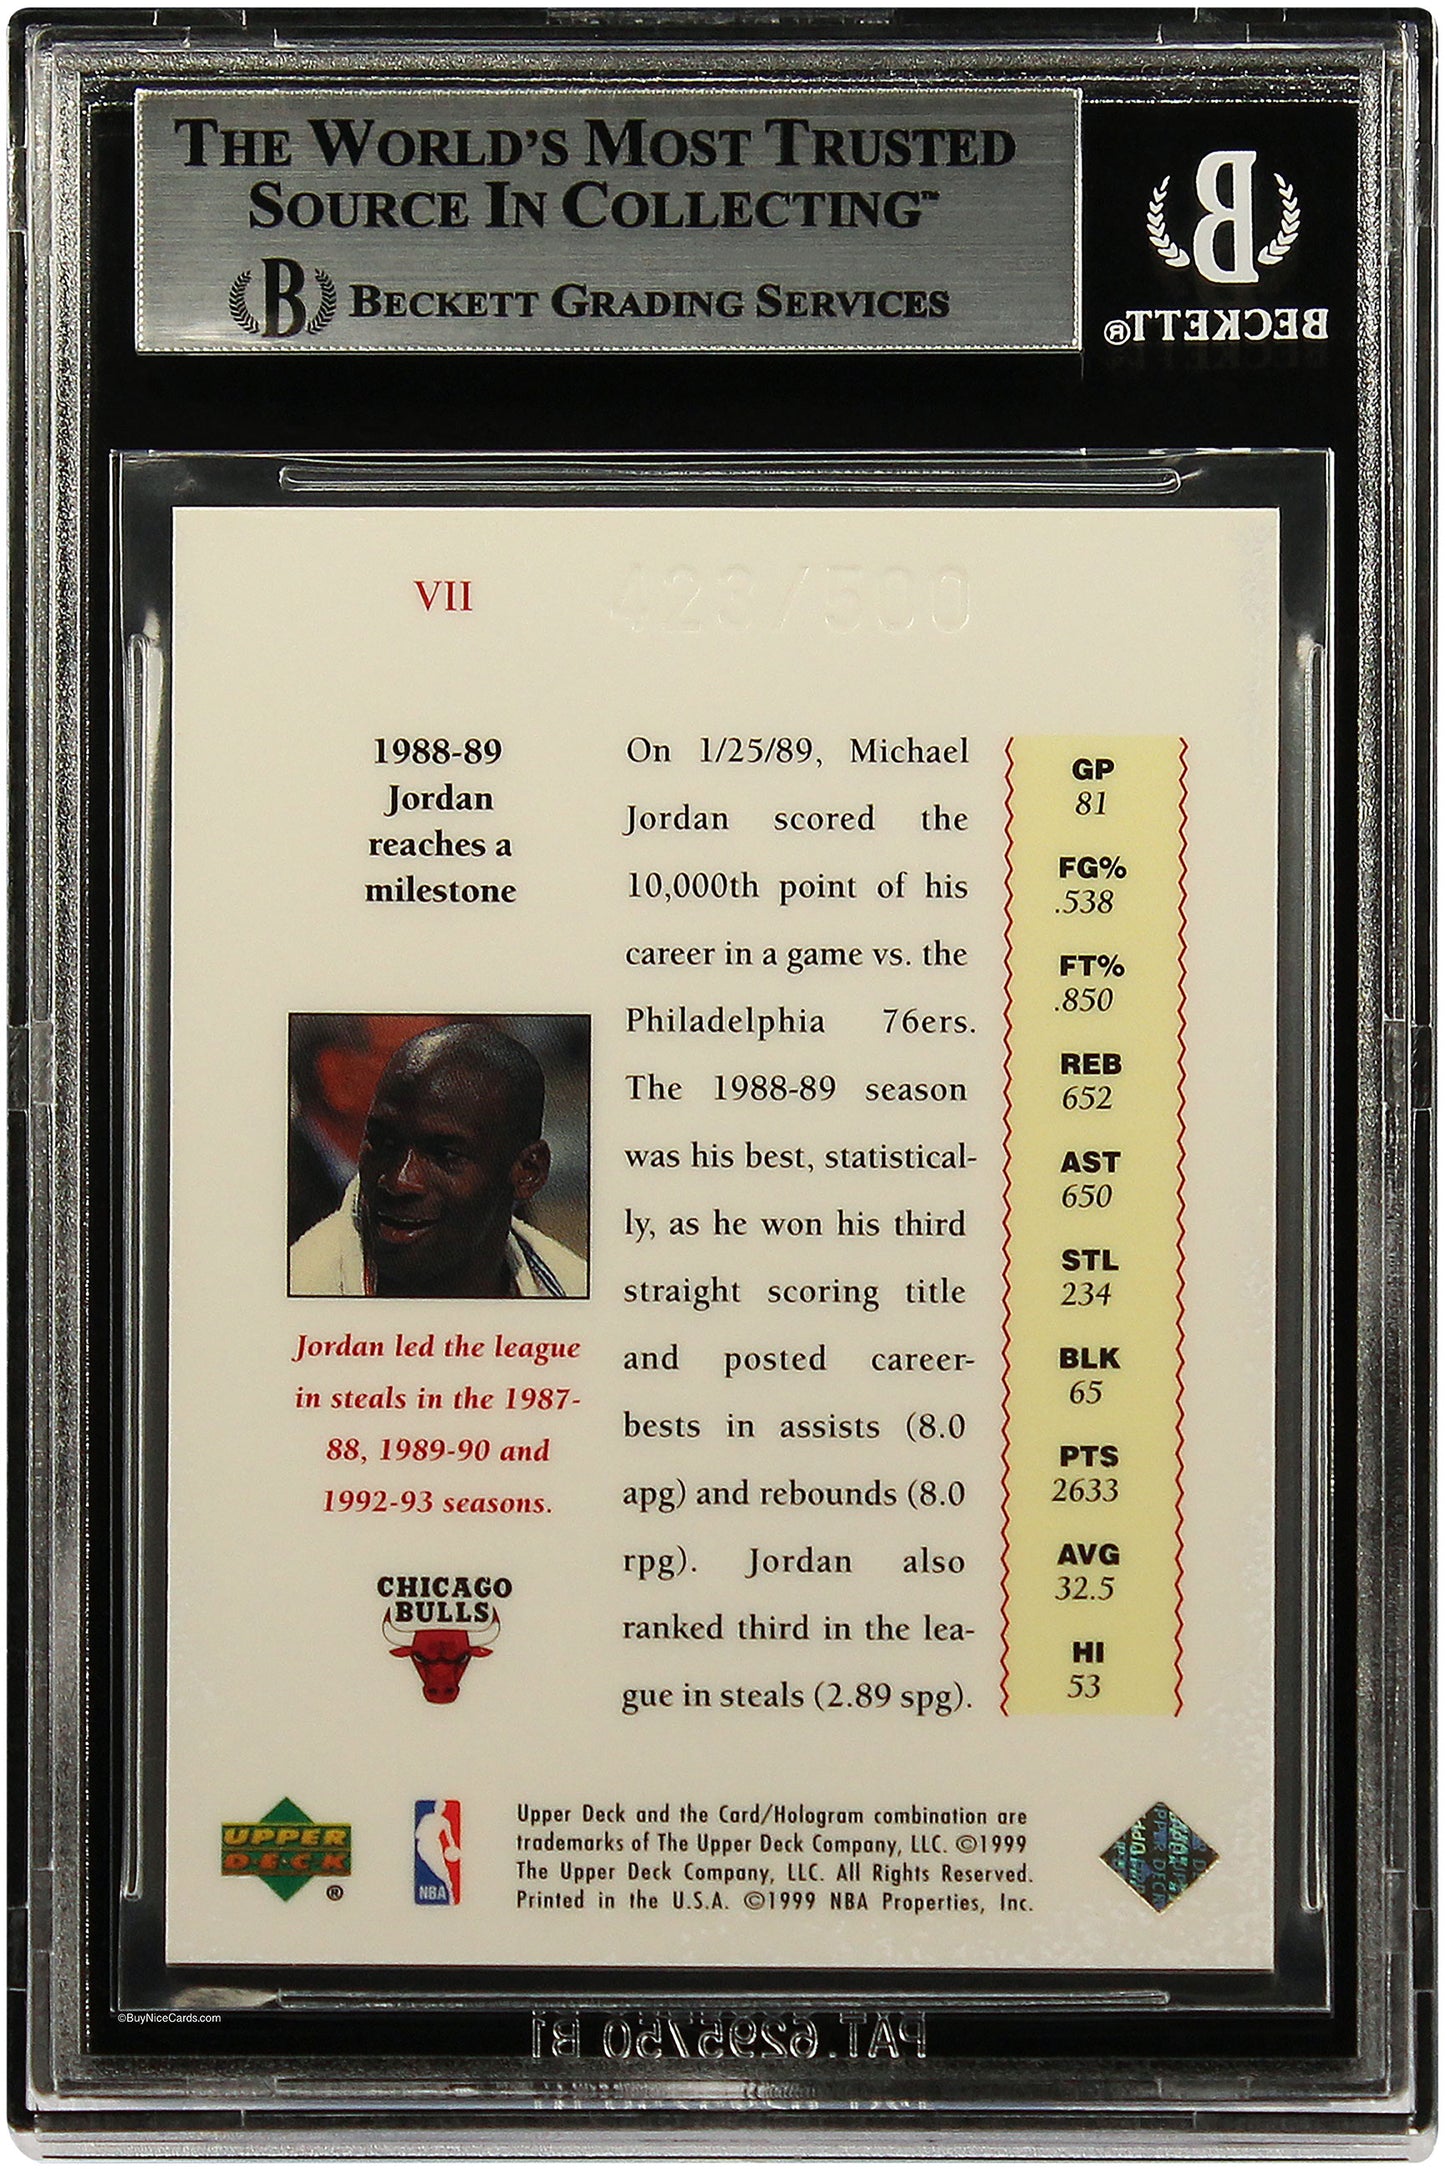 THE WORLD'S MOST TRUSTED
SOURCE IN COLLECTING™
B BECKETT GRADING SERVICES
B
BECKETT®
VII
423/500
1988-89
Jordan
reaches a
milestone
Jordan led the league
in steals in the 1987-
88, 1989-90 and
1992-93 seasons.
CHICAGO
BULLS
On 1/25/89, Michael
Jordan scored the
10,000th point of his
career in a game vs. the
Philadelphia 76ers.
The 1988-89 season
was his best, statistical-
ly, as he won his third
straight scoring title
and posted career-
bests in assists (8.0
apg) and rebounds (8.0
rpg). Jordan also
ranked third in the lea-
gue in steals (2.89 spg).
GP
81
FG%
.538
FT%
.850
REB
652
AST
650
STL
234
BLK
65
PTS
2633
AVG
32.5
HI
53
UPPER
DECK
®
NBA
Upper Deck and the Card/Hologram combination are
trademarks of The Upper Deck Company, LLC. ©1999
The Upper Deck Company, LLC. All Rights Reserved.
Printed in the U.S.A. ©1999 NBA Properties, Inc.
©BuyNiceCards.com
PAT. 6295750 B1